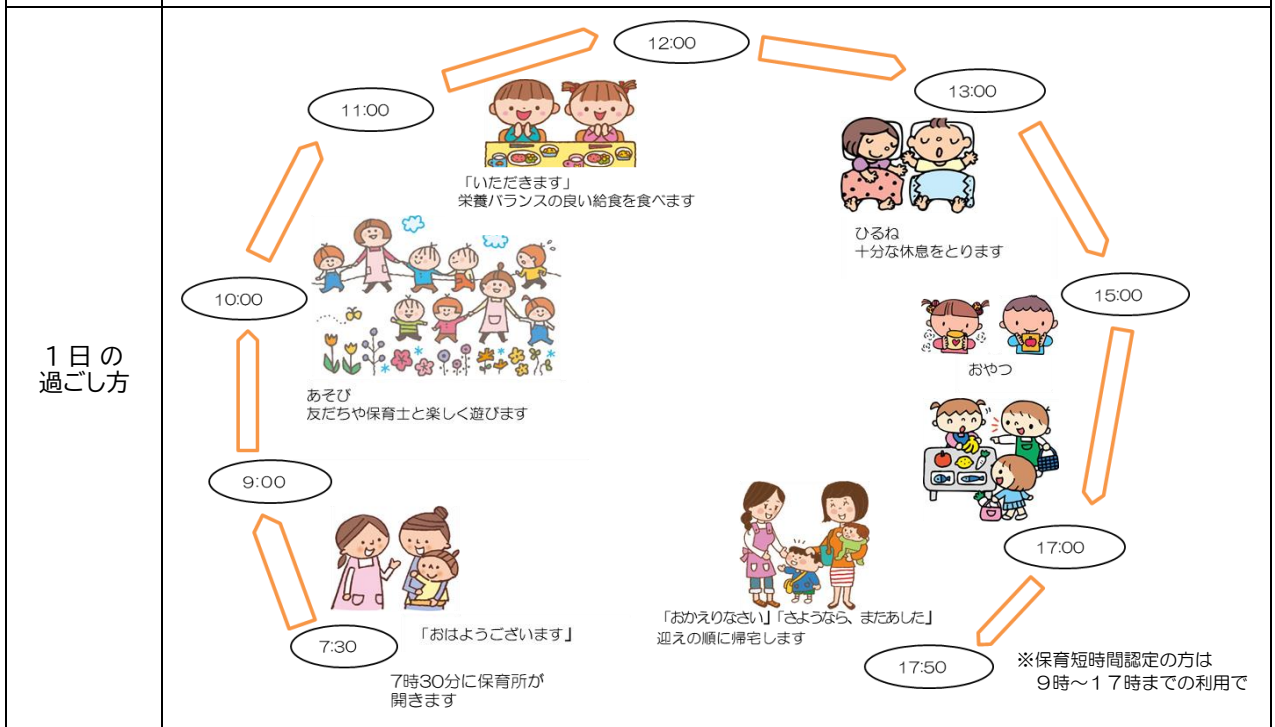 1日の
過ごし方
7:30
「おはようございます」
7時30分に保育所が
開きます
9:00
10:00
あそび
友だちや保育士と楽しく遊びます
11:00
「いただきます」
栄養バランスの良い給食を食べます
12:00
13:00
ひるね
十分な休息をとります
15:00
おやつ
17:00
「おかえりなさい」「さようなら、またあした」
迎えの順に帰宅します
17:50
※保育短時間認定の方は
9時～17時までの利用で